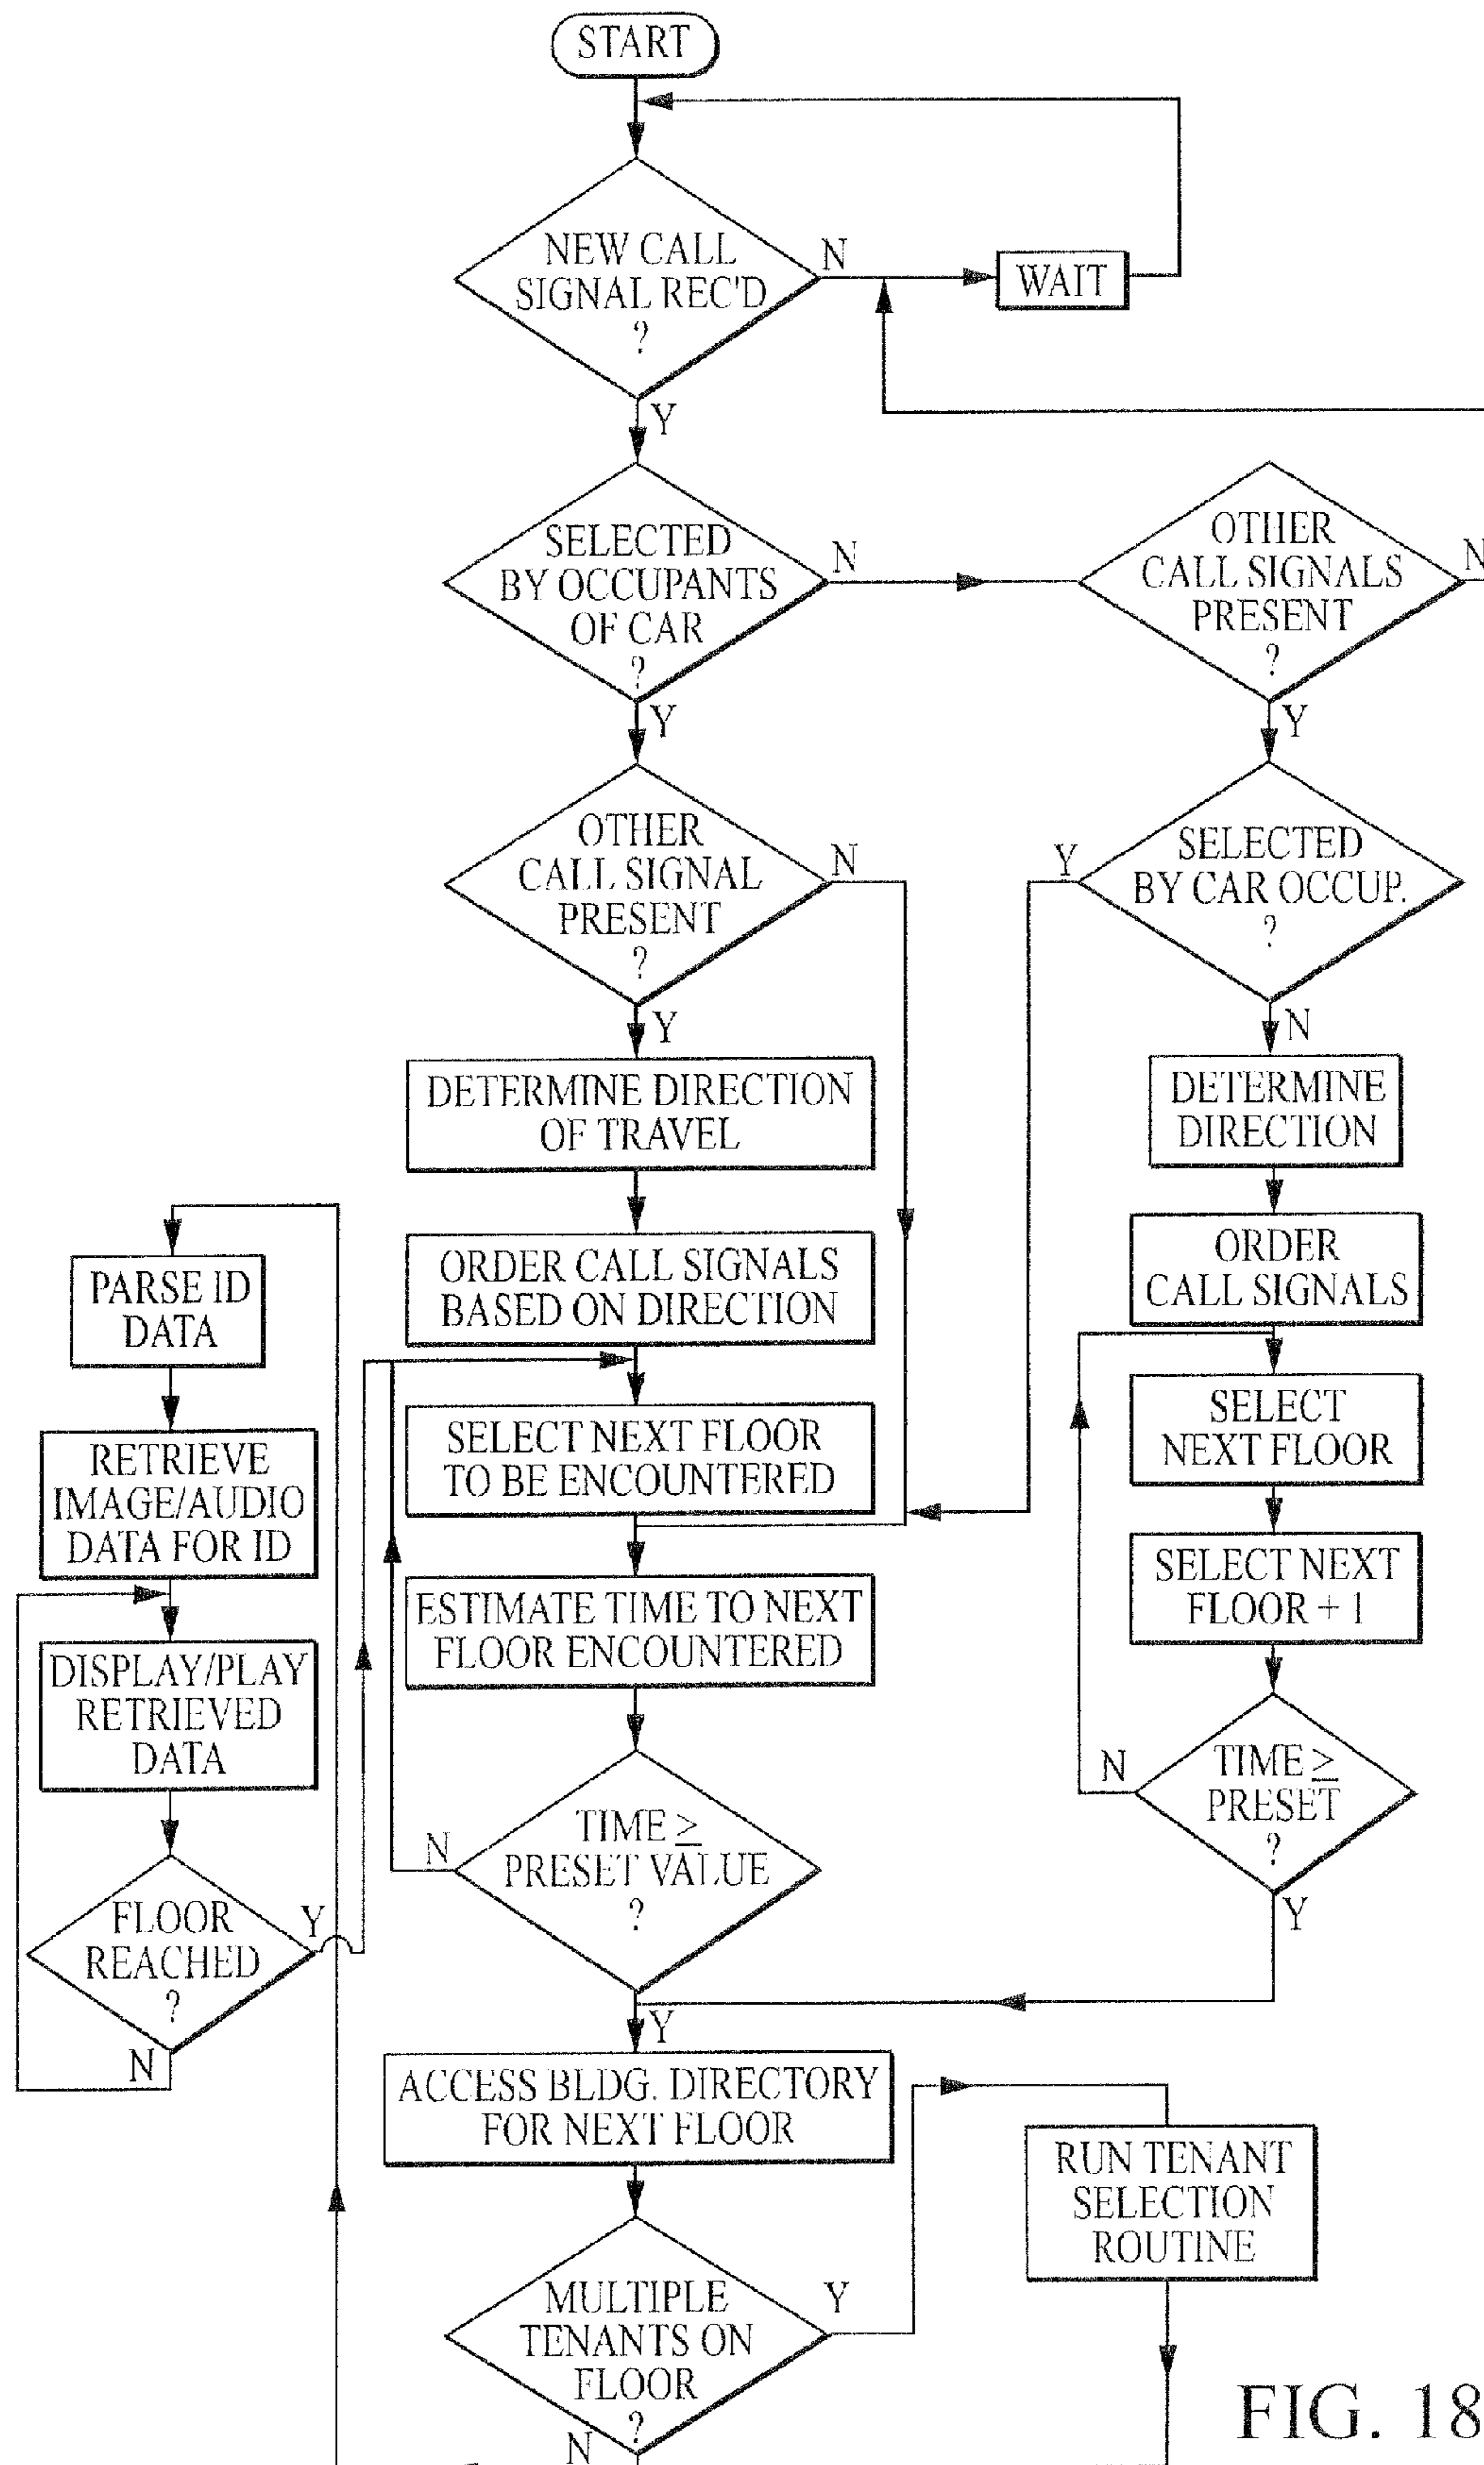 START
NEW CALL
SIGNAL REC'D
?
N
WAIT
Y
SELECTED
BY OCCUPANTS
OF CAR
?
N
OTHER
CALL SIGNALS
PRESENT
?
N
Y
Y
OTHER
CALL SIGNAL
PRESENT
?
N
Y
SELECTED
BY CAR OCCUP.
?
Y
N
DETERMINE DIRECTION
OF TRAVEL
DETERMINE
DIRECTION
ORDER CALL SIGNALS
BASED ON DIRECTION
ORDER
CALL SIGNALS
PARSE ID
DATA
SELECT NEXT FLOOR
TO BE ENCOUNTERED
SELECT
NEXT FLOOR
RETRIEVE
IMAGE/AUDIO
DATA FOR ID
SELECT NEXT
FLOOR + 1
ESTIMATE TIME TO NEXT
FLOOR ENCOUNTERED
DISPLAY/PLAY
RETRIEVED
DATA
N
TIME ≥
PRESET
?
N
TIME ≥
PRESET VALUE
?
Y
FLOOR
REACHED
?
Y
N
Y
ACCESS BLDG. DIRECTORY
FOR NEXT FLOOR
RUN TENANT
SELECTION
ROUTINE
MULTIPLE
TENANTS ON
FLOOR
?
Y
N
FIG. 18